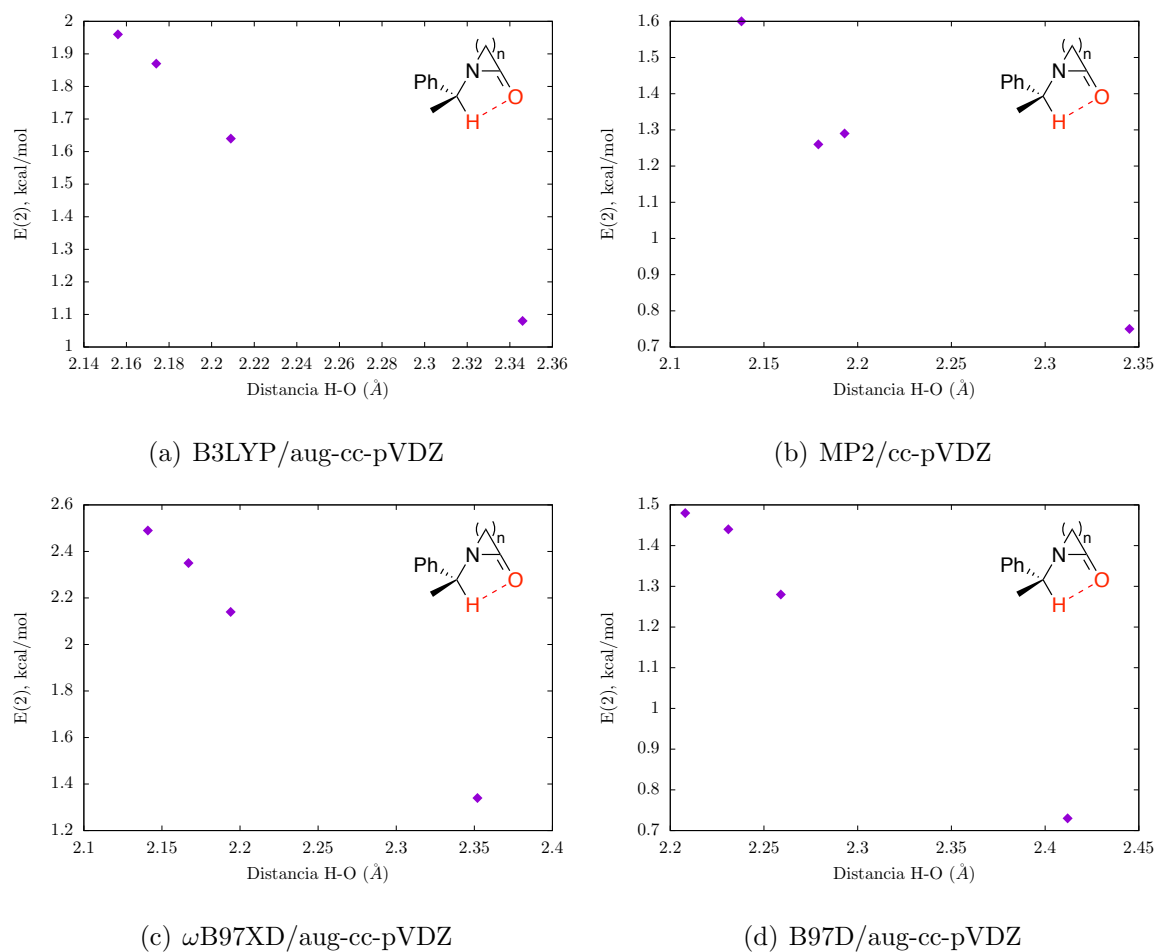 2
1.9
1.8
1.7
1.6
1.5
1.4
1.3
1.2
1.1
1
E(2), kcal/mol
2.14 2.16 2.18 2.2 2.22 2.24 2.26 2.28 2.3 2.32 2.34 2.36
Distancia H-O (Å)
Ph N ( ) n O H
(a) B3LYP/aug-cc-pVDZ
1.6
1.5
1.4
1.3
1.2
1.1
1
0.9
0.8
0.7
E(2), kcal/mol
2.1 2.15 2.2 2.25 2.3 2.35
Distancia H-O (Å)
Ph N ( ) n O H
(b) MP2/cc-pVDZ
2.6
2.4
2.2
2
1.8
1.6
1.4
1.2
E(2), kcal/mol
2.1 2.15 2.2 2.25 2.3 2.35 2.4
Distancia H-O (Å)
Ph N ( ) n O H
(c) ωB97XD/aug-cc-pVDZ
1.5
1.4
1.3
1.2
1.1
1
0.9
0.8
0.7
E(2), kcal/mol
2.2 2.25 2.3 2.35 2.4 2.45
Distancia H-O (Å)
Ph N ( ) n O H
(d) B97D/aug-cc-pVDZ